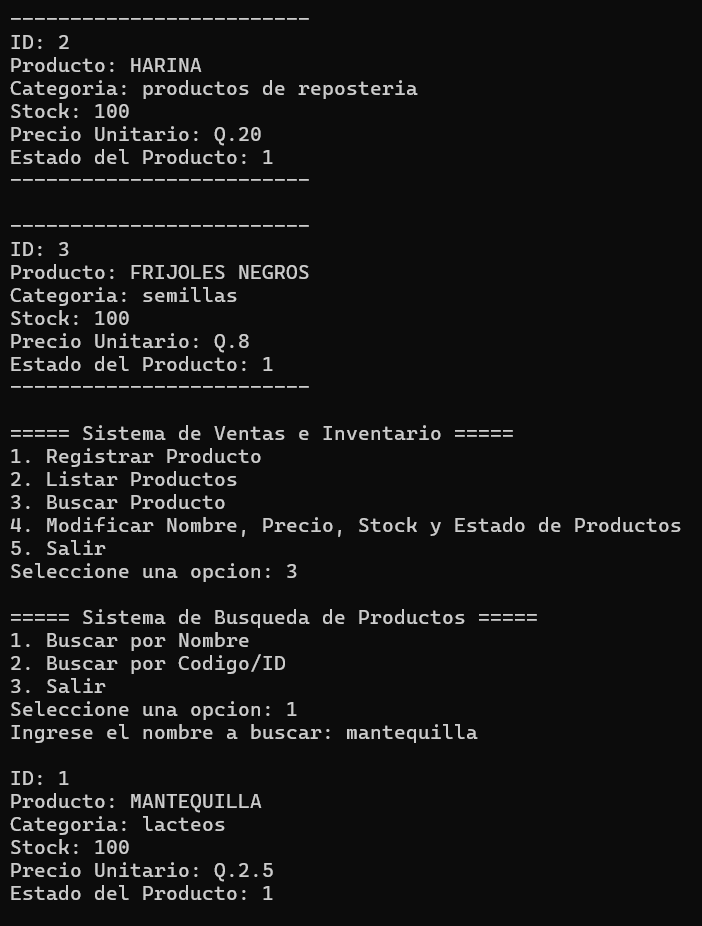 -------------------------
ID: 2
Producto: HARINA
Categoria: productos de reposteria
Stock: 100
Precio Unitario: Q.20
Estado del Producto: 1
-------------------------
-------------------------
ID: 3
Producto: FRIJOLES NEGROS
Categoria: semillas
Stock: 100
Precio Unitario: Q.8
Estado del Producto: 1
-------------------------
===== Sistema de Ventas e Inventario =====
1. Registrar Producto
2. Listar Productos
3. Buscar Producto
4. Modificar Nombre, Precio, Stock y Estado de Productos
5. Salir
Seleccione una opcion: 3
===== Sistema de Busqueda de Productos =====
1. Buscar por Nombre
2. Buscar por Codigo/ID
3. Salir
Seleccione una opcion: 1
Ingrese el nombre a buscar: mantequilla
ID: 1
Producto: MANTEQUILLA
Categoria: lacteos
Stock: 100
Precio Unitario: Q.2.5
Estado del Producto: 1